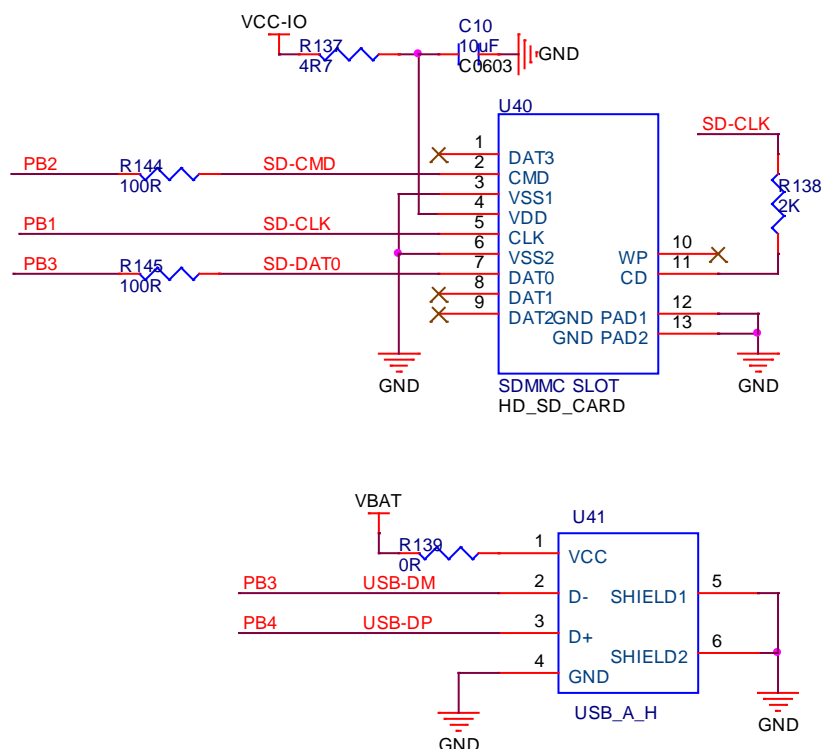 VCC-IO
R137
4R7
C10
10uF
C0603
GND
U40
SD-CLK
R138
2K
PB2
R144
100R
SD-CMD
PB1
SD-CLK
PB3
R145
100R
SD-DAT0
1
DAT3
2
CMD
3
VSS1
4
VDD
5
CLK
6
VSS2
7
DAT0
8
DAT1
9
DAT2
10
WP
11
CD
12
GND PAD1
13
GND PAD2
GND
GND
SDMMC SLOT
HD_SD_CARD
VBAT
R139
0R
U41
PB3
USB-DM
PB4
USB-DP
1
VCC
2
D-
3
D+
4
GND
5
SHIELD1
6
SHIELD2
USB_A_H
GND
GND